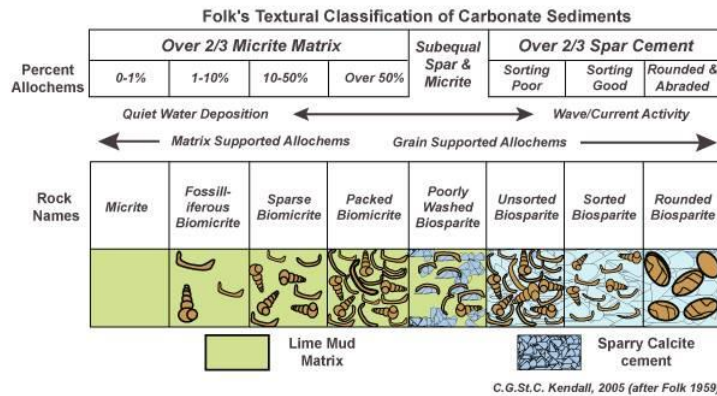 Folk's Textural Classification of Carbonate Sediments
Percent Allochems
Over 2/3 Micrite Matrix
Subequal Spar & Micrite
Over 2/3 Spar Cement
0-1%
1-10%
10-50%
Over 50%
Sorting Poor
Sorting Good
Rounded & Abraded
Quiet Water Deposition
Wave/Current Activity
Matrix Supported Allochems
Grain Supported Allochems
Rock Names
Micrite
Fossill-
iferous
Biomicrite
Sparse
Biomicrite
Packed
Biomicrite
Poorly
Washed
Biosparite
Unsorted
Biosparite
Sorted
Biosparite
Rounded
Biosparite
Lime Mud
Matrix
Sparry Calcite
cement
C.G.St.C. Kendall, 2005 (after Folk 1959)